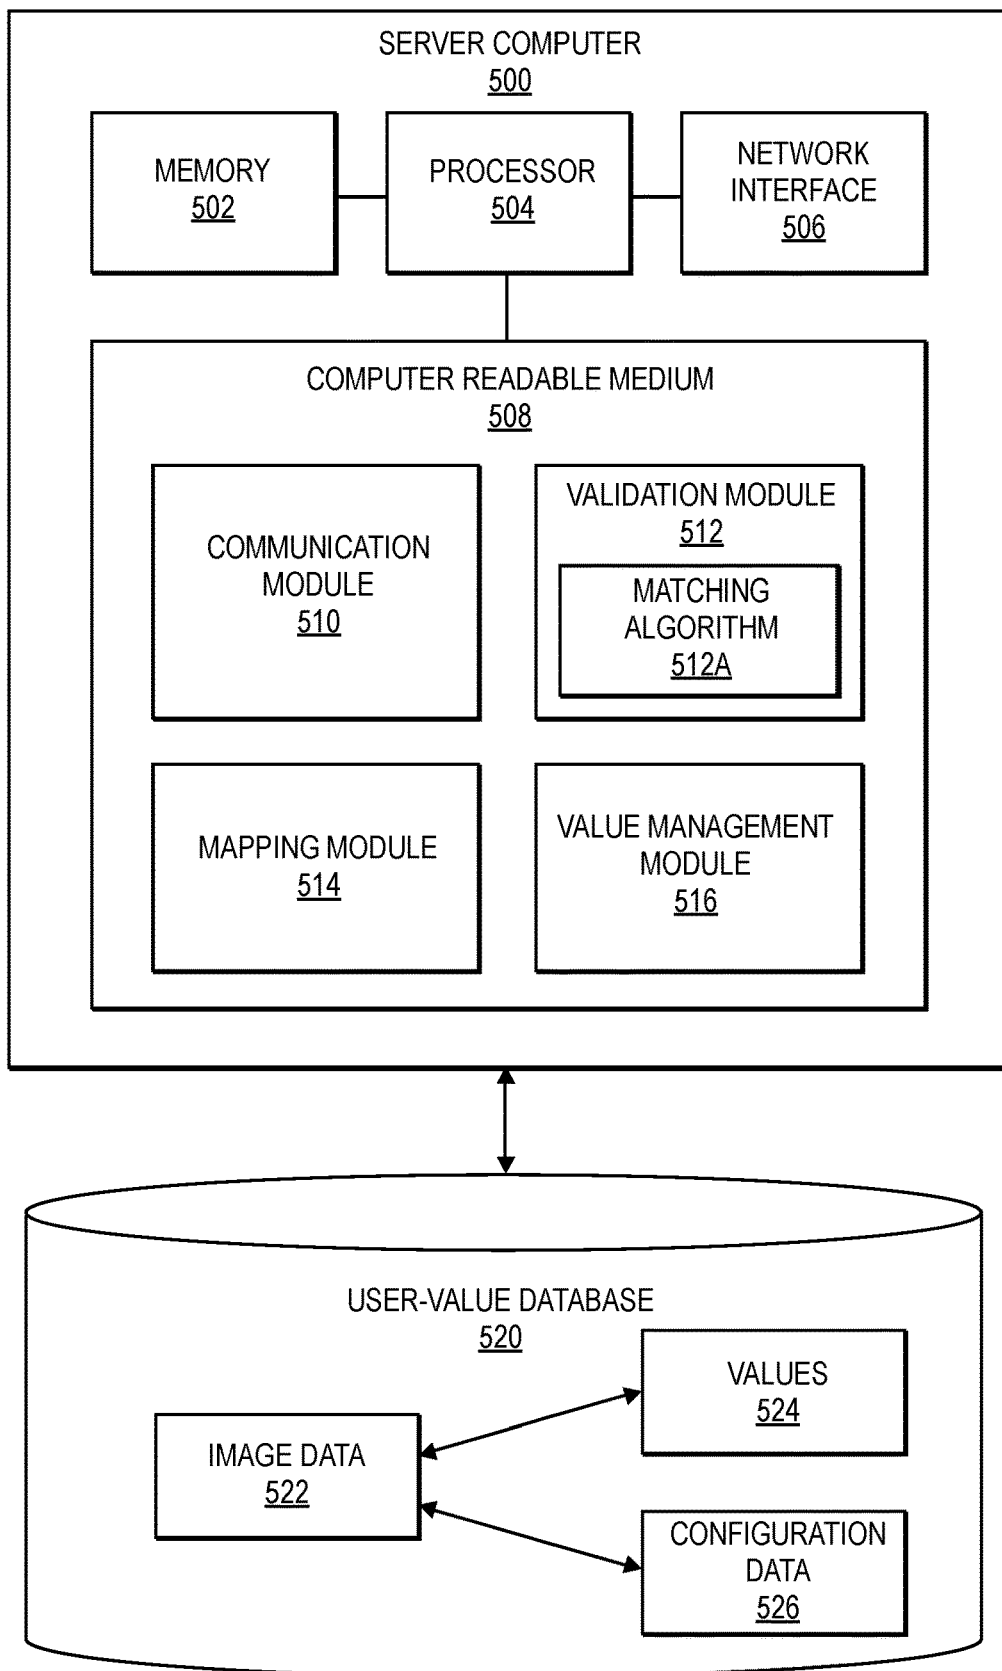 SERVER COMPUTER
500
MEMORY
502
PROCESSOR
504
NETWORK
INTERFACE
506
COMPUTER READABLE MEDIUM
508
COMMUNICATION
MODULE
510
VALIDATION MODULE
512
MATCHING
ALGORITHM
512A
MAPPING MODULE
514
VALUE MANAGEMENT
MODULE
516
USER-VALUE DATABASE
520
IMAGE DATA
522
VALUES
524
CONFIGURATION
DATA
526